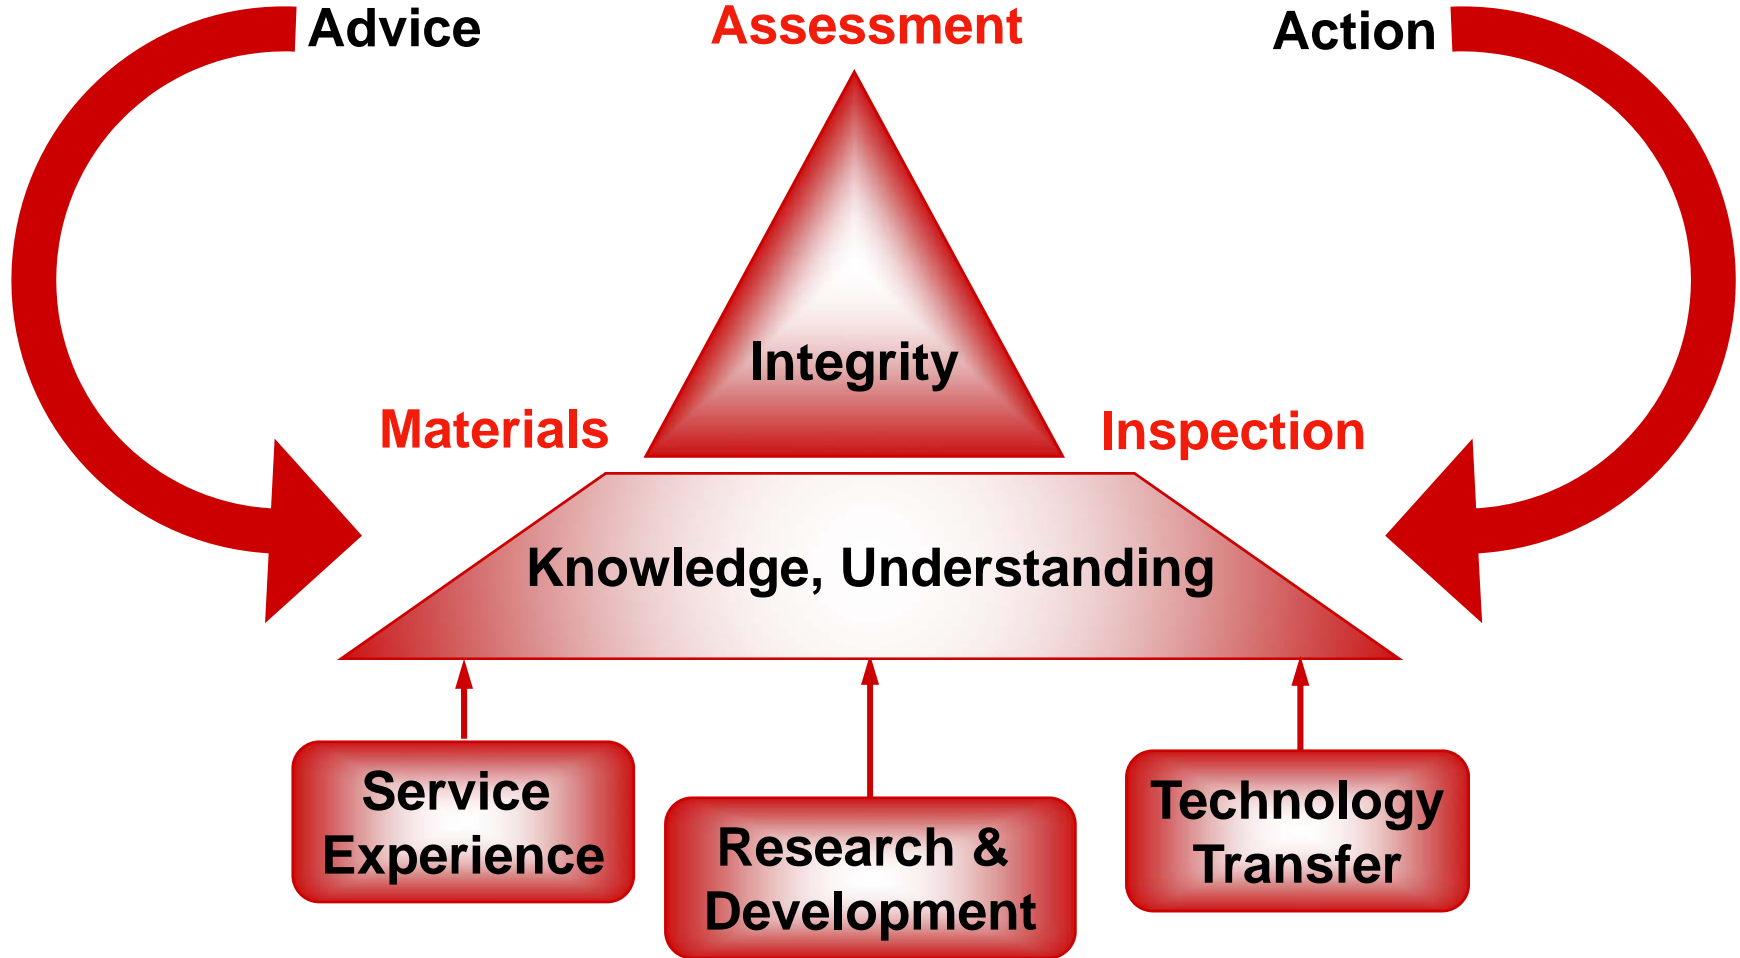 Advice
Assessment
Action
Integrity
Materials
Inspection
Knowledge, Understanding
Service
Experience
Research &
Development
Technology
Transfer